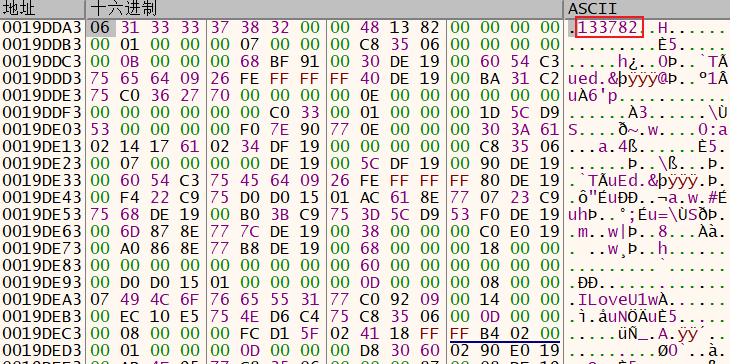 地址 十六进制 ASCII
0019DDA3 06 31 33 33 37 38 32 00 00 48 13 82 00 00 00 00 .133782..H......
0019DDB3 00 01 00 00 00 07 00 00 00 C8 35 06 00 00 00 00 .........È5.....
0019DDC3 00 0B 00 00 00 68 BF 91 00 30 DE 19 00 60 54 C3 .....h¿..0Þ..`TÃ
0019DDD3 75 65 64 09 26 FE FF FF FF 40 DE 19 00 BA 31 C2 ued.&þÿÿÿ@Þ..º1Â
0019DDE3 75 C0 36 27 70 00 00 00 00 0E 00 00 00 00 00 00 uÀ6'p...........
0019DDF3 00 00 00 00 00 C0 33 00 00 01 00 00 00 1D 5C D9 .....À3.......\Ù
0019DE03 53 00 00 00 00 F0 7E 90 77 0E 00 00 00 30 3A 61 S....ð~.w....0:a
0019DE13 02 14 17 61 02 34 DF 19 00 00 00 00 00 C8 35 06 ...a.4ß......È5.
0019DE23 00 07 00 00 00 00 DE 19 00 5C DF 19 00 90 DE 19 ......Þ..\ß...Þ.
0019DE33 00 60 54 C3 75 45 64 09 26 FE FF FF FF 80 DE 19 .`TÃuEd.&þÿÿÿ.Þ.
0019DE43 00 F4 22 C9 75 D0 D0 15 01 AC 61 8E 77 07 23 C9 .ô"ÉuÐÐ..¬a.w.#É
0019DE53 75 68 DE 19 00 B0 3B C9 75 3D 5C D9 53 F0 DE 19 uhÞ..°;Éu=\ÙSðÞ.
0019DE63 00 6D 87 8E 77 7C DE 19 00 38 00 00 00 C0 E0 19 .m..w|Þ..8...Àà.
0019DE73 00 A0 86 8E 77 B8 DE 19 00 68 00 00 00 18 00 00 . ..w¸Þ..h......
0019DE83 00 00 00 00 00 00 00 00 00 60 00 00 00 00 00 00 .........`......
0019DE93 00 D0 D0 15 01 00 00 00 00 0D 00 00 00 08 00 00 .ÐÐ.............
0019DEA3 07 49 4C 6F 76 65 55 31 77 C0 92 09 00 14 00 00 .ILoveU1wÀ......
0019DEB3 00 EC 10 E5 75 4E D6 C4 75 C8 35 06 00 0D 00 00 .ì.åuNÖÄuÈ5.....
0019DEC3 00 08 00 00 00 FC D1 5F 02 41 18 FF FF B4 02 00 .....üÑ_.A.ÿÿ´..
0019DED3 00 01 00 00 00 0D 00 00 00 D8 30 60 02 90 E0 19 .........Ø0`..à.